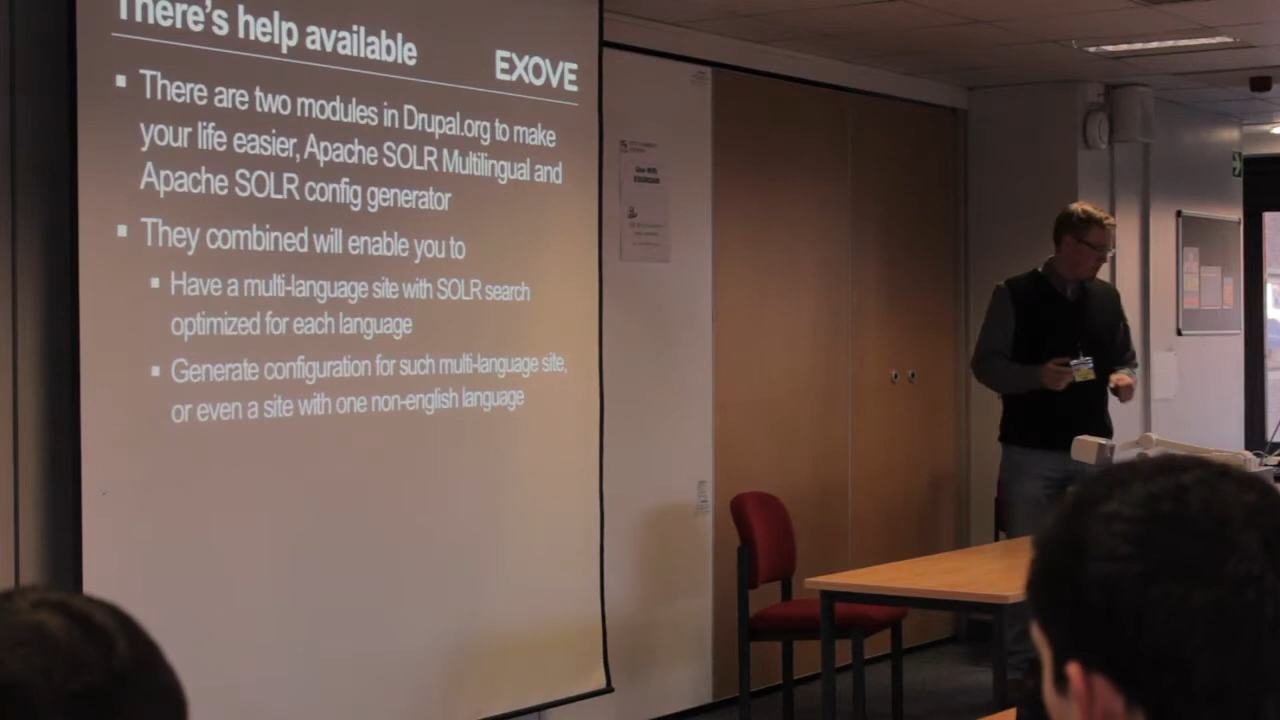 There's help available
EXOVE
There are two modules in Drupal.org to make
your life easier, Apache SOLR Multilingual and
Apache SOLR config generator
They combined will enable you to
Have a multi-language site with SOLR search
optimized for each language
Generate configuration for such multi-language site,
or even a site with one non-english language